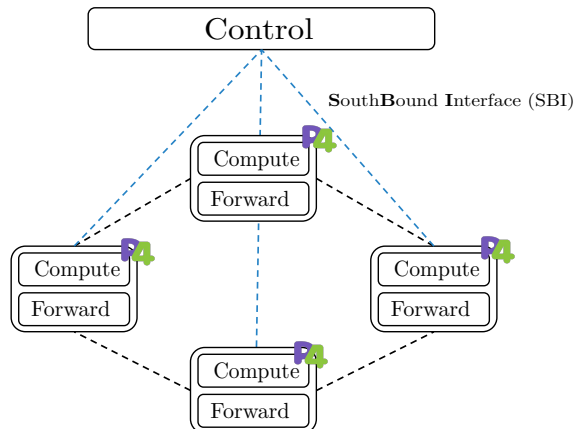 Control
SouthBound Interface (SBI)
P4
Compute
Forward
P4
Compute
Forward
P4
Compute
Forward
P4
Compute
Forward